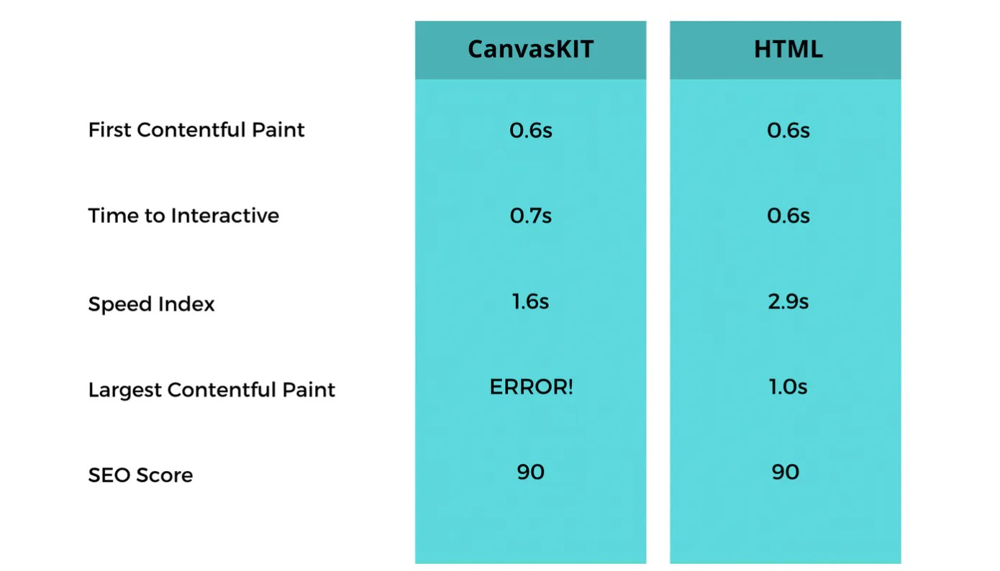 CanvasKIT HTML
First Contentful Paint 0.6s 0.6s
Time to Interactive 0.7s 0.6s
Speed Index 1.6s 2.9s
Largest Contentful Paint ERROR! 1.0s
SEO Score 90 90